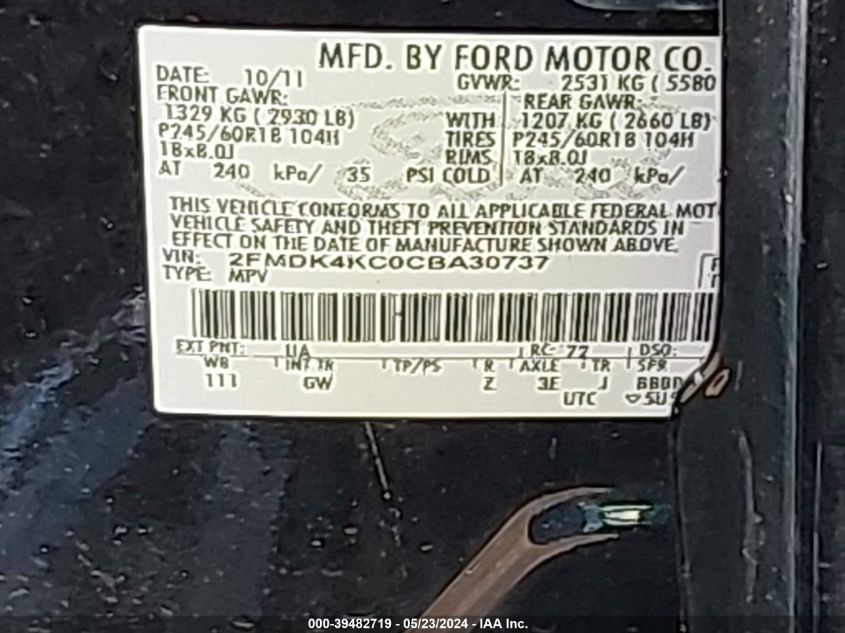 MFD. BY FORD MOTOR CO.
DATE: 10/11 GVWR: 2531 KG ( 5580
FRONT GAWR: REAR GAWR:
1329 KG ( 2930 LB) WITH 1207 KG ( 2660 LB)
P245/60R18 104H TIRES P245/60R18 104H
18x8.0J RIMS 18x8.0J
AT 240 kPa/ 35 PSI COLD AT 240 kPa/
THIS VEHICLE CONFORMS TO ALL APPLICABLE FEDERAL MOT
VEHICLE SAFETY AND THEFT PREVENTION STANDARDS IN
EFFECT ON THE DATE OF MANUFACTURE SHOWN ABOVE.
VIN: 2FMDK4KC0CBA30737
TYPE: MPV
EXT PNT: UA RC: 77 DSO:
WB INT TR TP/PS R AXLE TR SPR
111 GW Z 3E J BBDD
UTC
000-39482719 - 05/23/2024 - IAA Inc.